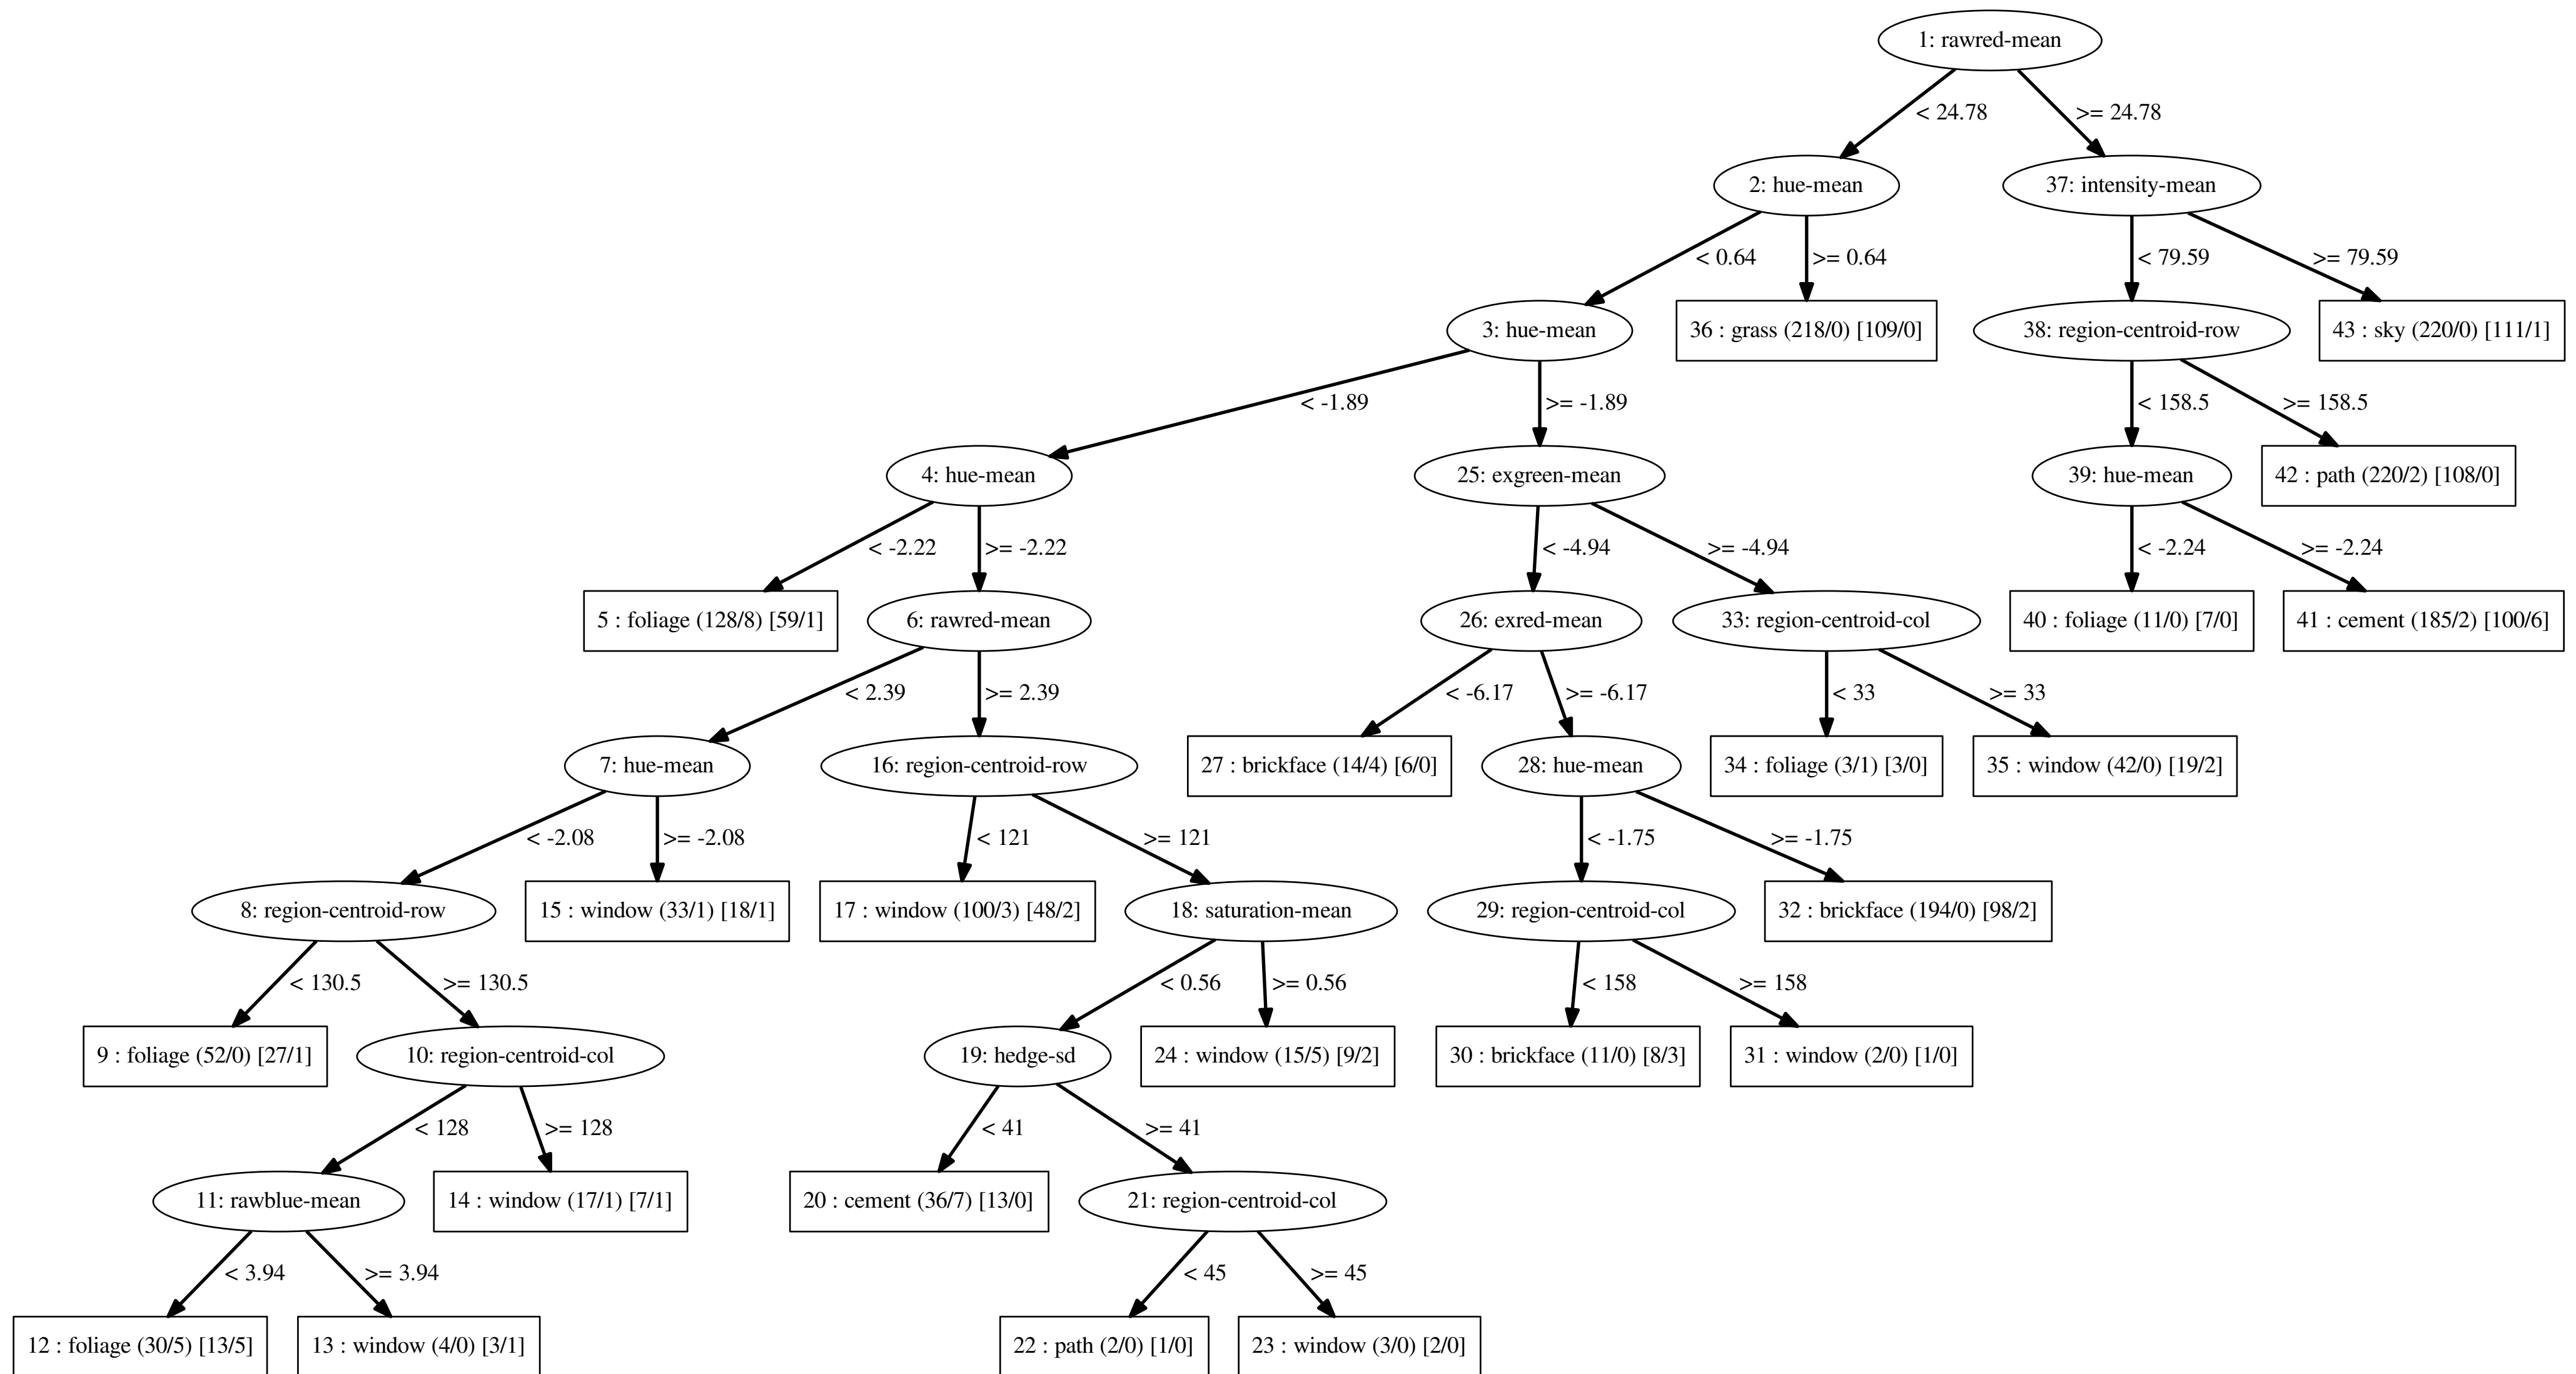 1: rawred-mean
< 24.78
>= 24.78
2: hue-mean
37: intensity-mean
< 0.64
>= 0.64
< 79.59
>= 79.59
3: hue-mean
36 : grass (218/0) [109/0]
38: region-centroid-row
43 : sky (220/0) [111/1]
< -1.89
>= -1.89
< 158.5
>= 158.5
4: hue-mean
25: exgreen-mean
39: hue-mean
42 : path (220/2) [108/0]
< -2.22
>= -2.22
< -4.94
>= -4.94
< -2.24
>= -2.24
5 : foliage (128/8) [59/1]
6: rawred-mean
26: exred-mean
33: region-centroid-col
40 : foliage (11/0) [7/0]
41 : cement (185/2) [100/6]
< 2.39
>= 2.39
< -6.17
>= -6.17
< 33
>= 33
7: hue-mean
16: region-centroid-row
27 : brickface (14/4) [6/0]
28: hue-mean
34 : foliage (3/1) [3/0]
35 : window (42/0) [19/2]
< -2.08
>= -2.08
< 121
>= 121
< -1.75
>= -1.75
8: region-centroid-row
15 : window (33/1) [18/1]
17 : window (100/3) [48/2]
18: saturation-mean
29: region-centroid-col
32 : brickface (194/0) [98/2]
< 130.5
>= 130.5
< 0.56
>= 0.56
< 158
>= 158
9 : foliage (52/0) [27/1]
10: region-centroid-col
19: hedge-sd
24 : window (15/5) [9/2]
30 : brickface (11/0) [8/3]
31 : window (2/0) [1/0]
< 128
>= 128
< 41
>= 41
11: rawblue-mean
14 : window (17/1) [7/1]
20 : cement (36/7) [13/0]
21: region-centroid-col
< 3.94
>= 3.94
< 45
>= 45
12 : foliage (30/5) [13/5]
13 : window (4/0) [3/1]
22 : path (2/0) [1/0]
23 : window (3/0) [2/0]